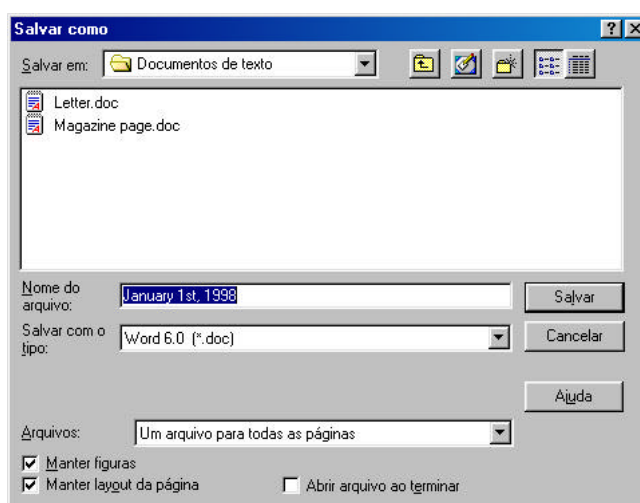 Salvar como
Salvar em: Documentos de texto
Letter.doc
Magazine page.doc
Nome do arquivo: January 1st, 1998 Salvar
Salvar com o tipo: Word 6.0 (*.doc) Cancelar
Ajuda
Arquivos: Um arquivo para todas as páginas
Manter figuras
Manter layout da página Abrir arquivo ao terminar